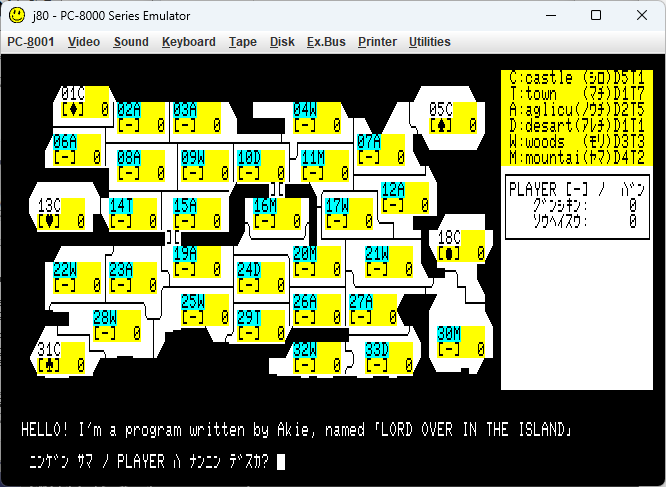 j80 - PC-8000 Series Emulator
PC-8001 Video Sound Keyboard Tape Disk Ex.Bus Printer Utilities
01C
[♦] 0
02A 03A 04W
[-] 0 [-] 0 [-] 0
05C
[♠] 0
06A 07A
[-] 0 [-] 0
08A 09W 10D 11M
[-] 0 [-] 0 [-] 0 [-] 0
12A
[-] 0
13C 14T 15A 16M 17W
[♥] 0 [-] 0 [-] 0 [-] 0 [-] 0
18C
[●] 0
19A 20M 21W
[-] 0 [-] 0 [-] 0
22W 23A 24D
[-] 0 [-] 0 [-] 0
25W 26A 27A
[-] 0 [-] 0 [-] 0
28W 29T
[-] 0 [-] 0
30M
[-] 0
31C 32W 33D
[♣] 0 [-] 0 [-] 0
C:castle (ｼﾛ)D5T1
T:town (ﾏﾁ)D1T7
A:aglicu(ﾉｳﾁ)D2T5
D:desart(ｱﾚﾁ)D1T1
W:woods (ﾓﾘ)D3T3
M:mountai(ﾔﾏ)D4T2
PLAYER [-] ﾉ ﾊﾞﾝ
ｸﾞﾝｼｷﾝ: 0
ｿｳﾍｲｽｳ: 0
HELLO! I'm a program written by Akie, named ｢LORD OVER IN THE ISLAND｣
ﾆﾝｹﾞﾝ ｻﾏ ﾉ PLAYER ﾊ ﾅﾝﾆﾝ ﾃﾞｽｶ?